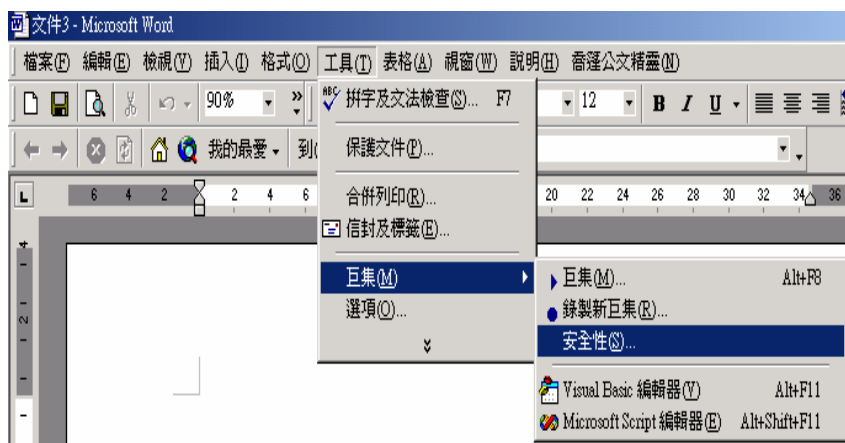 文件3 - Microsoft Word
檔案(F) 編輯(E) 檢視(V) 插入(I) 格式(O) 工具(T) 表格(A) 視窗(W) 說明(H) 喬蓬公文精靈(N)
90% 12 B I U
我的最愛
6 4 2 2 4 6 20 22 24 26 28 30 32 34 36
ABC 拼字及文法檢查(S)... F7
保護文件(P)...
合併列印(R)...
信封及標籤(E)...
巨集(M)
選項(O)...
巨集(M)... Alt+F8
錄製新巨集(R)...
安全性(S)...
Visual Basic 編輯器(V) Alt+F11
Microsoft Script 編輯器(E) Alt+Shift+F11